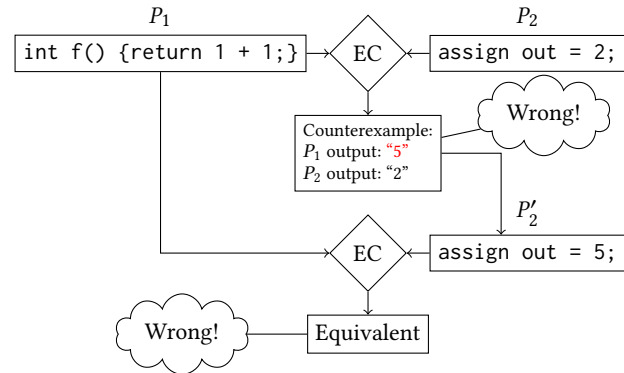 P₁
P₂
int f() {return 1 + 1;}
EC
assign out = 2;
Wrong!
Counterexample:
P₁ output: “5”
P₂ output: “2”
P₂′
EC
assign out = 5;
Wrong!
Equivalent